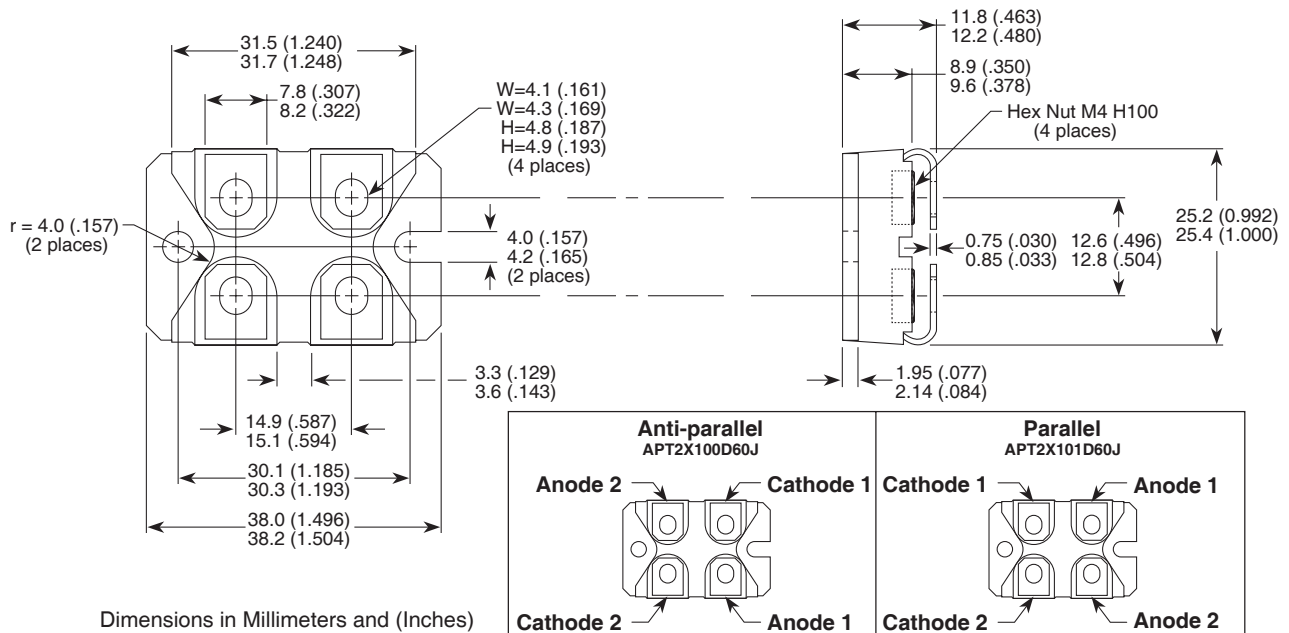 31.5 (1.240)
31.7 (1.248)
7.8 (.307)
8.2 (.322)
W=4.1 (.161)
W=4.3 (.169)
H=4.8 (.187)
H=4.9 (.193)
(4 places)
r = 4.0 (.157)
(2 places)
4.0 (.157)
4.2 (.165)
(2 places)
3.3 (.129)
3.6 (.143)
14.9 (.587)
15.1 (.594)
30.1 (1.185)
30.3 (1.193)
38.0 (1.496)
38.2 (1.504)
11.8 (.463)
12.2 (.480)
8.9 (.350)
9.6 (.378)
Hex Nut M4 H100
(4 places)
0.75 (.030)
0.85 (.033)
12.6 (.496)
12.8 (.504)
25.2 (0.992)
25.4 (1.000)
1.95 (.077)
2.14 (.084)
Dimensions in Millimeters and (Inches)
Anti-parallel
APT2X100D60J
Anode 2
Cathode 1
Cathode 2
Anode 1
Parallel
APT2X101D60J
Cathode 1
Anode 1
Cathode 2
Anode 2